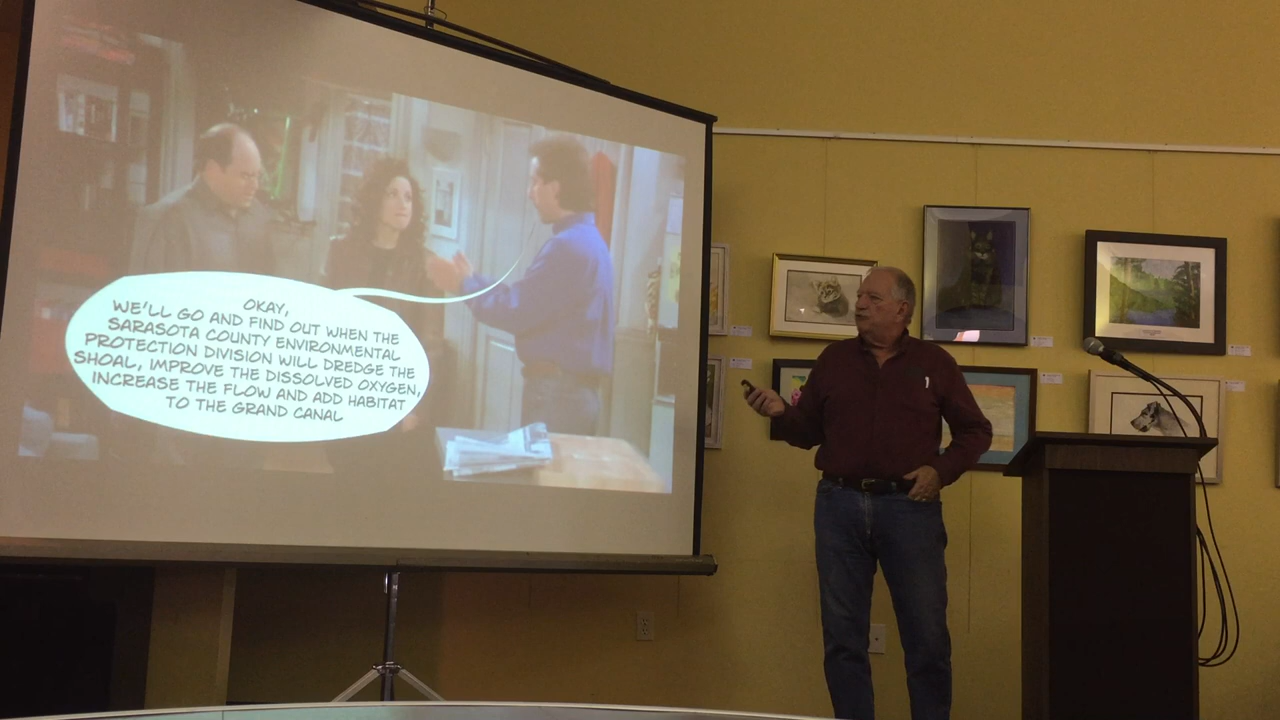 OKAY,
WE'LL GO AND FIND OUT WHEN THE
SARASOTA COUNTY ENVIRONMENTAL
PROTECTION DIVISION WILL DREDGE THE
SHOAL, IMPROVE THE DISSOLVED OXYGEN,
INCREASE THE FLOW AND ADD HABITAT
TO THE GRAND CANAL